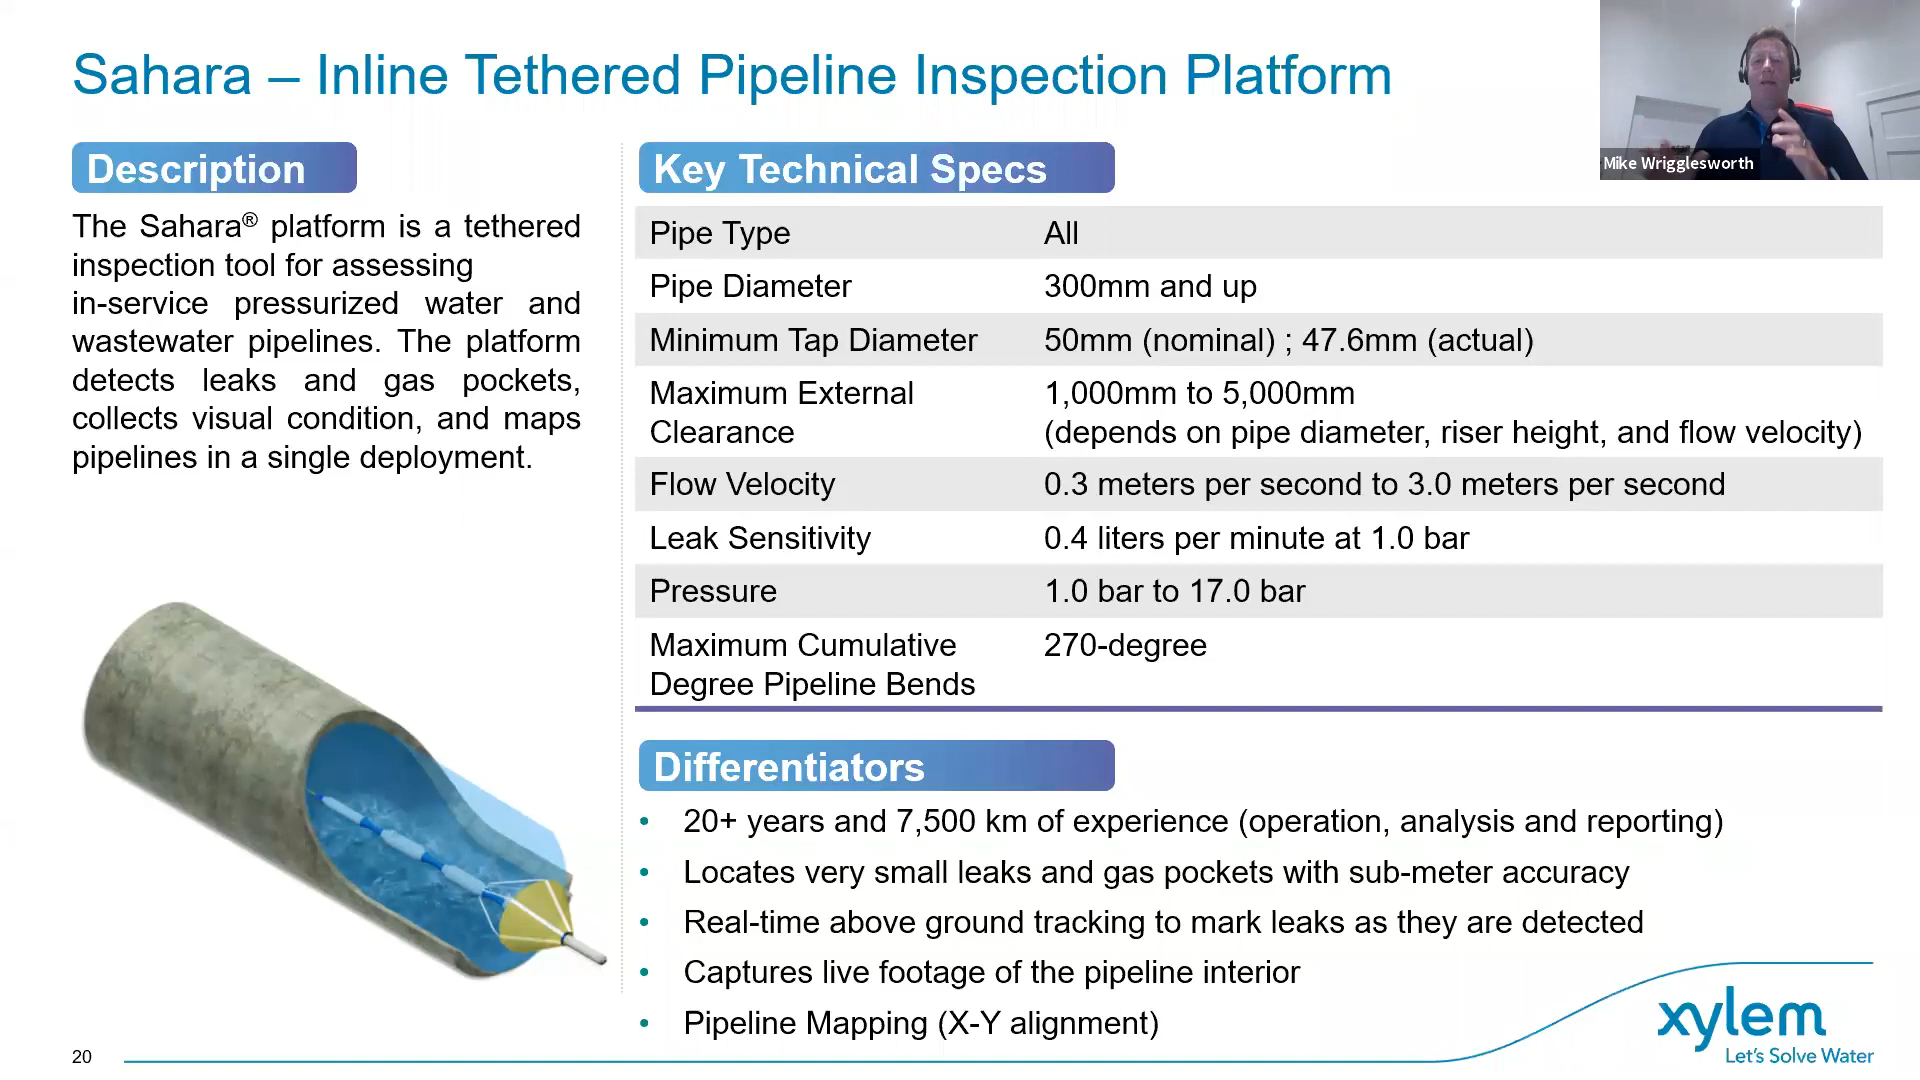 Sahara – Inline Tethered Pipeline Inspection Platform
Mike Wrigglesworth
Description
The Sahara® platform is a tethered
inspection tool for assessing
in-service pressurized water and
wastewater pipelines. The platform
detects leaks and gas pockets,
collects visual condition, and maps
pipelines in a single deployment.
Key Technical Specs
Pipe Type All
Pipe Diameter 300mm and up
Minimum Tap Diameter 50mm (nominal) ; 47.6mm (actual)
Maximum External Clearance 1,000mm to 5,000mm
(depends on pipe diameter, riser height, and flow velocity)
Flow Velocity 0.3 meters per second to 3.0 meters per second
Leak Sensitivity 0.4 liters per minute at 1.0 bar
Pressure 1.0 bar to 17.0 bar
Maximum Cumulative 270-degree
Degree Pipeline Bends
Differentiators
• 20+ years and 7,500 km of experience (operation, analysis and reporting)
• Locates very small leaks and gas pockets with sub-meter accuracy
• Real-time above ground tracking to mark leaks as they are detected
• Captures live footage of the pipeline interior
• Pipeline Mapping (X-Y alignment)
xylem
Let's Solve Water
20